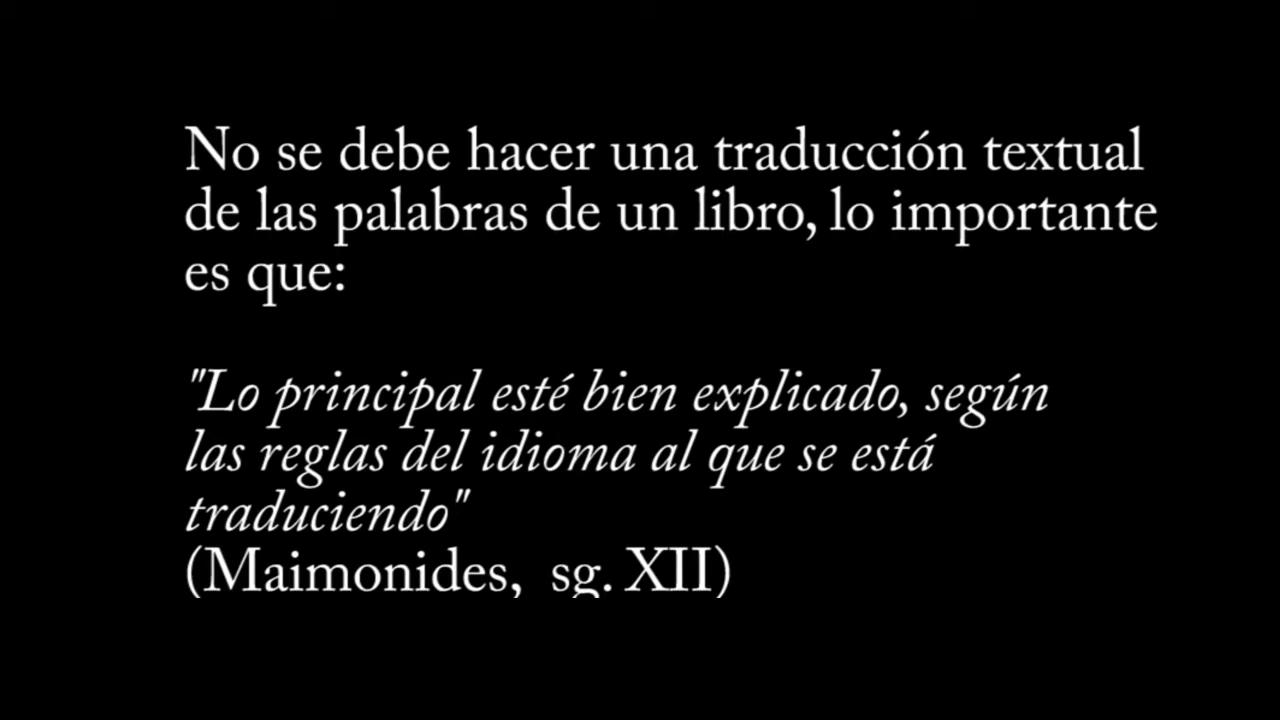 No se debe hacer una traducción textual
de las palabras de un libro, lo importante
es que:
"Lo principal esté bien explicado, según
las reglas del idioma al que se está
traduciendo"
(Maimonides,  sg. XII)